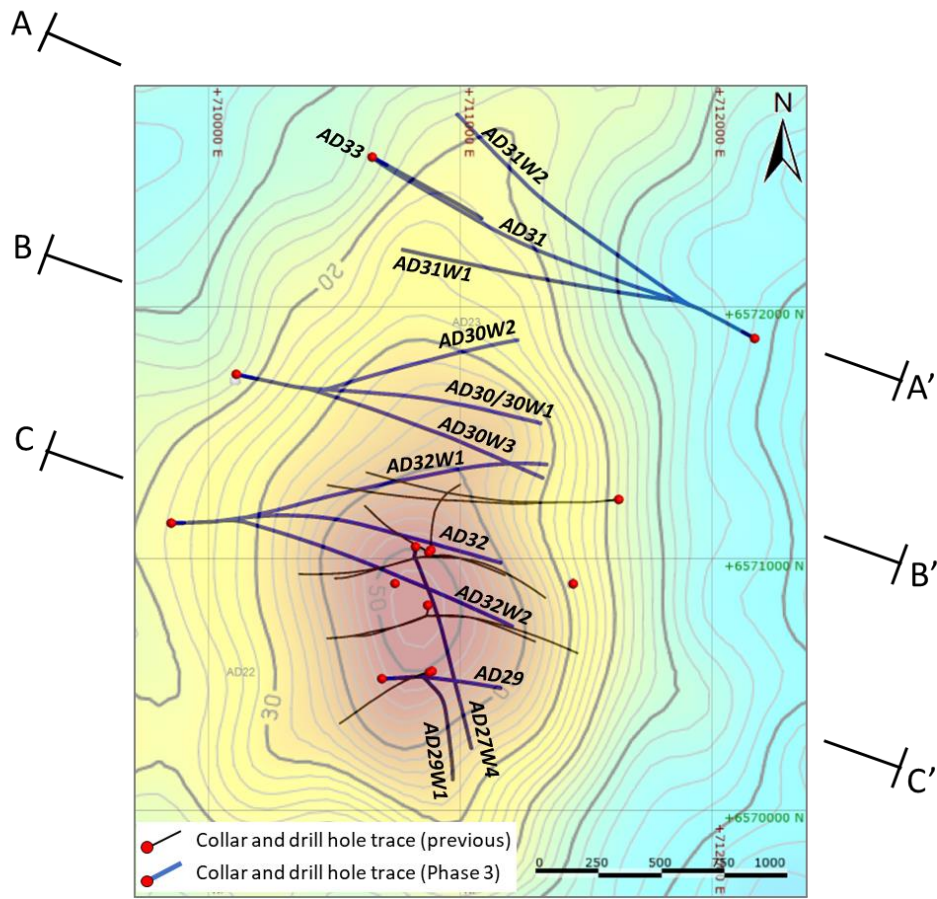 A
+710000 E
+711000 E
+712000 E
N
AD33
AD31W2
AD31
B
AD31W1
20
+6572000 N
AD23
AD30W2
A’
AD30/30W1
C
AD30W3
AD32W1
AD32
+6571000 N
B’
50
AD32W2
AD22
AD29
30
AD29W1
AD27W4
C’
+6570000 N
Collar and drill hole trace (previous)
Collar and drill hole trace (Phase 3)
0 250 500 750 1000